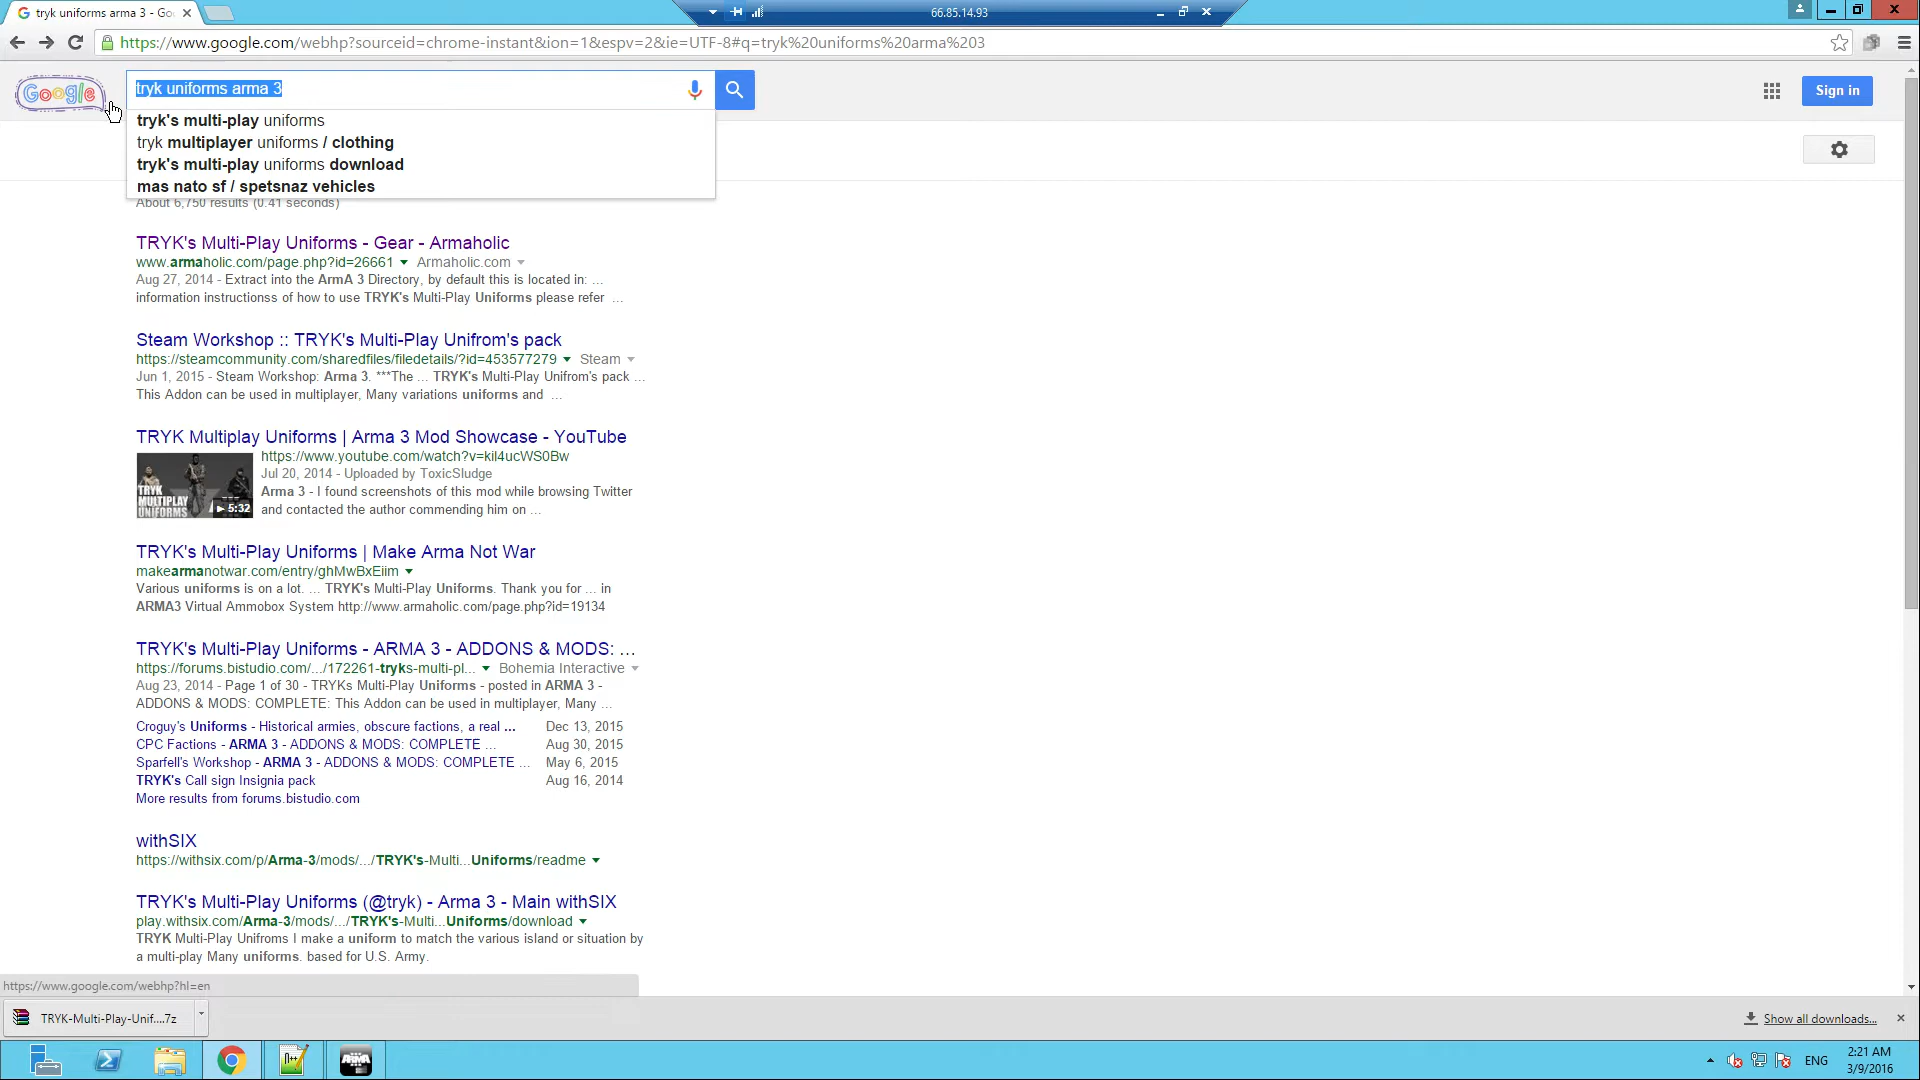 tryk uniforms arma 3 - Go
66.85.14.93
https://www.google.com/webhp?sourceid=chrome-instant&ion=1&espv=2&ie=UTF-8#q=tryk%20uniforms%20arma%203
Google
tryk uniforms arma 3
Sign in
tryk's multi-play uniforms
tryk multiplayer uniforms / clothing
tryk's multi-play uniforms download
mas nato sf / spetsnaz vehicles
About 6,750 results (0.41 seconds)
TRYK's Multi-Play Uniforms - Gear - Armaholic
www.armaholic.com/page.php?id=26661 Armaholic.com
Aug 27, 2014 - Extract into the ArmA 3 Directory, by default this is located in: ...
information instructionss of how to use TRYK's Multi-Play Uniforms please refer ...
Steam Workshop :: TRYK's Multi-Play Unifrom's pack
https://steamcommunity.com/sharedfiles/filedetails/?id=453577279 Steam
Jun 1, 2015 - Steam Workshop: Arma 3. ***The ... TRYK's Multi-Play Unifrom's pack ...
This Addon can be used in multiplayer, Many variations uniforms and ...
TRYK Multiplay Uniforms | Arma 3 Mod Showcase - YouTube
https://www.youtube.com/watch?v=kil4ucWS0Bw
Jul 20, 2014 - Uploaded by ToxicSludge
Arma 3 - I found screenshots of this mod while browsing Twitter
and contacted the author commending him on ...
TRYK
MULTIPLAY
UNIFORMS
5:32
TRYK's Multi-Play Uniforms | Make Arma Not War
makearmanotwar.com/entry/ghMwBxEiim
Various uniforms is on a lot. ... TRYK's Multi-Play Uniforms. Thank you for ... in
ARMA3 Virtual Ammobox System http://www.armaholic.com/page.php?id=19134
TRYK's Multi-Play Uniforms - ARMA 3 - ADDONS & MODS: ...
https://forums.bistudio.com/.../172261-tryks-multi-pl... Bohemia Interactive
Aug 23, 2014 - Page 1 of 30 - TRYKs Multi-Play Uniforms - posted in ARMA 3 -
ADDONS & MODS: COMPLETE: This Addon can be used in multiplayer, Many ...
Croguy's Uniforms - Historical armies, obscure factions, a real ... Dec 13, 2015
CPC Factions - ARMA 3 - ADDONS & MODS: COMPLETE ... Aug 30, 2015
Sparfell's Workshop - ARMA 3 - ADDONS & MODS: COMPLETE ... May 6, 2015
TRYK's Call sign Insignia pack Aug 16, 2014
More results from forums.bistudio.com
withSIX
https://withsix.com/p/Arma-3/mods/.../TRYK's-Multi...Uniforms/readme
TRYK's Multi-Play Uniforms (@tryk) - Arma 3 - Main withSIX
play.withsix.com/Arma-3/mods/.../TRYK's-Multi...Uniforms/download
TRYK Multi-Play Unifroms I make a uniform to match the various island or situation by
a multi-play Many uniforms. based for U.S. Army.
https://www.google.com/webhp?hl=en
TRYK-Multi-Play-Unif....7z
Show all downloads...
ARMA
ENG
2:21 AM
3/9/2016